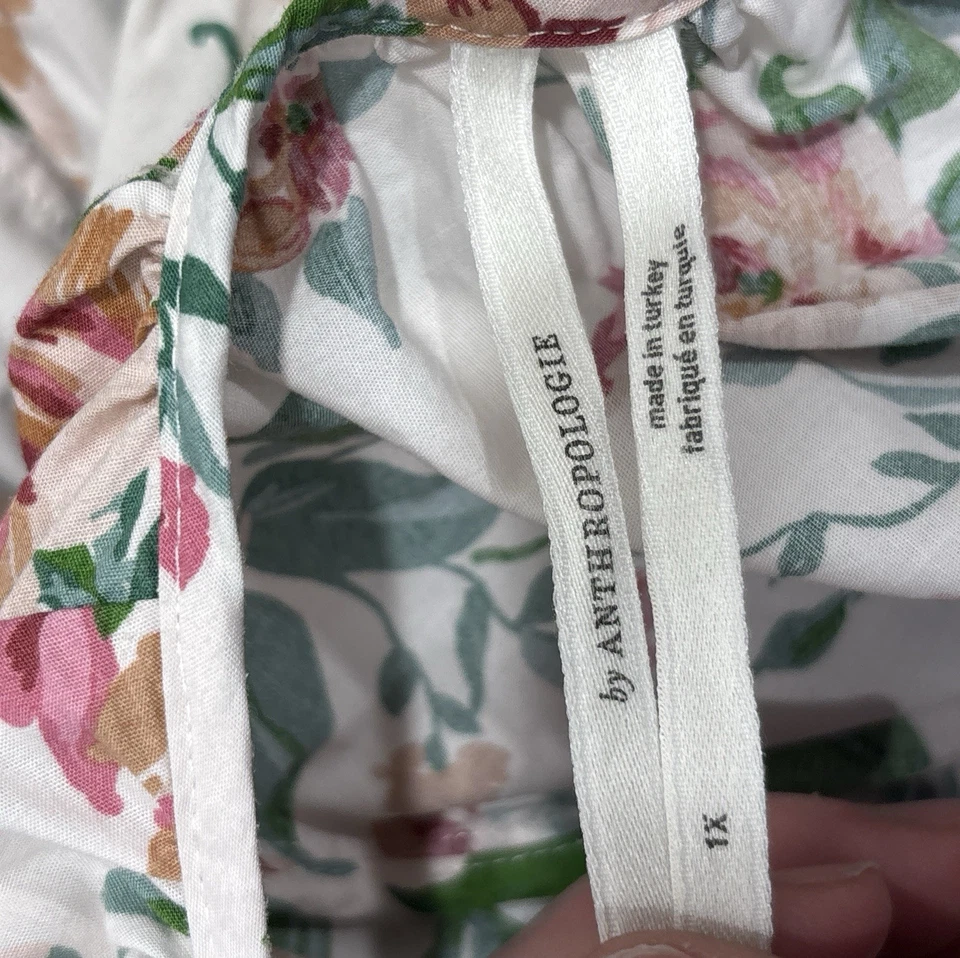 by ANTHROPOLOGIE
made in turkey
fabriqué en turquie
1X